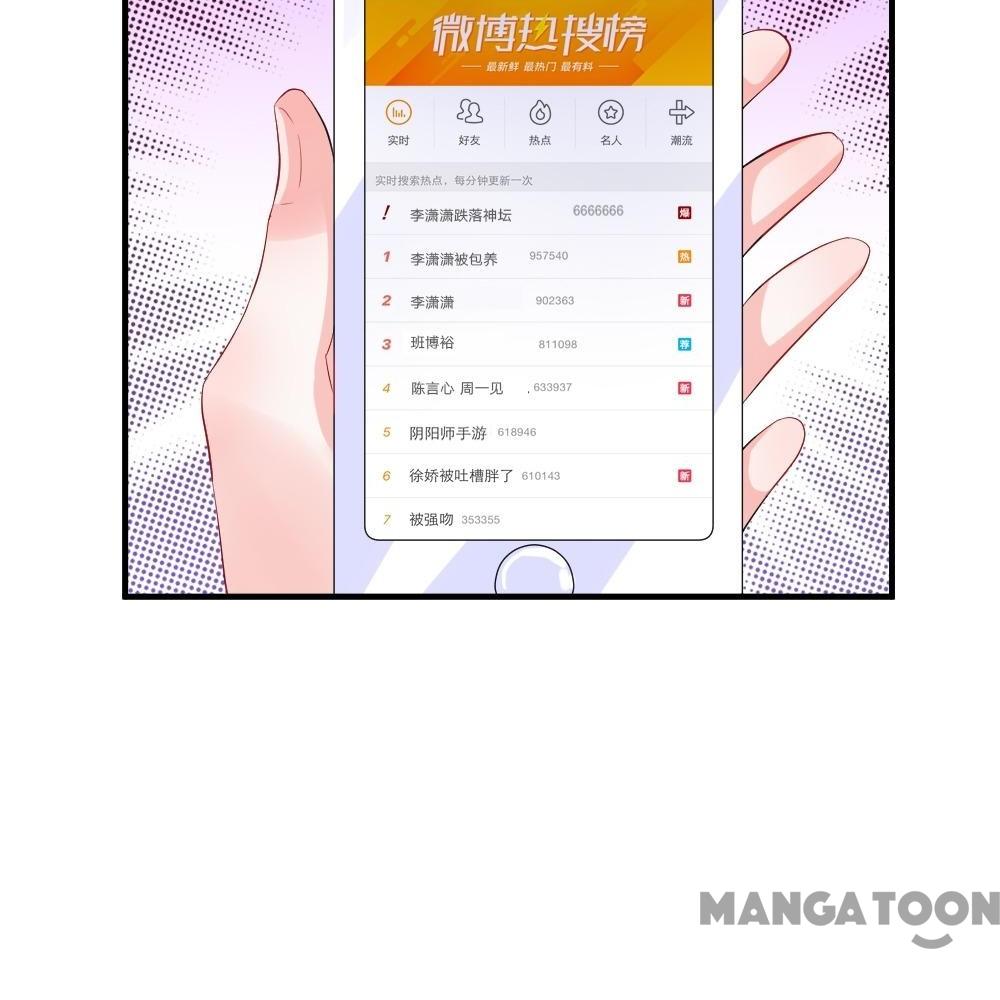 微博热搜榜
最新鲜 最热门 最有料
实时 好友 热点 名人 潮流
实时搜索热点，每分钟更新一次
! 李潇潇跌落神坛 6666666 爆
1 李潇潇被包养 957540 热
2 李潇潇 902363 新
3 班博裕 811098 荐
4 陈言心 周一见 . 633937 新
5 阴阳师手游 618946
6 徐娇被吐槽胖了 610143 新
7 被强吻 353355
MANGATOON